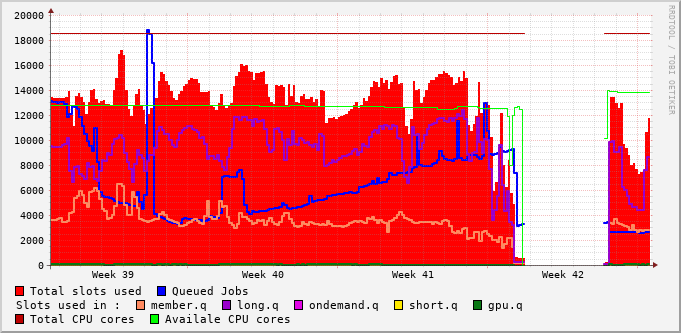 RRDTOOL / TOBI OETIKER
20000
18000
16000
14000
12000
10000
8000
6000
4000
2000
0
Week 39 Week 40 Week 41 Week 42
Total slots used Queued Jobs
Slots used in : member.q long.q ondemand.q short.q gpu.q
Total CPU cores Availale CPU cores